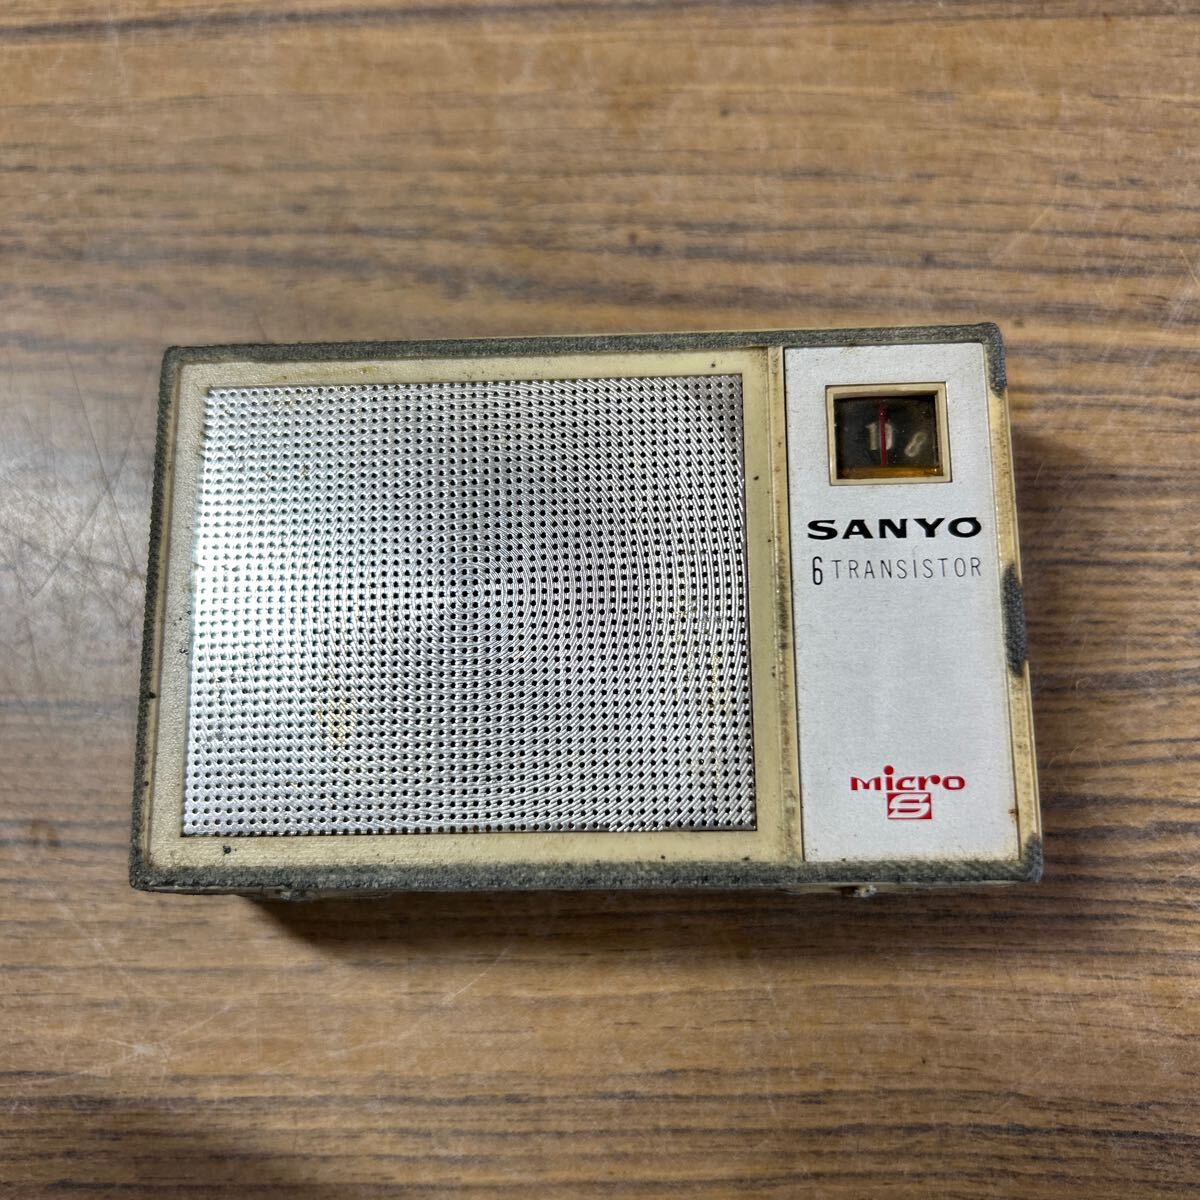 10 8
SANYO
6 TRANSISTOR
Micro
S